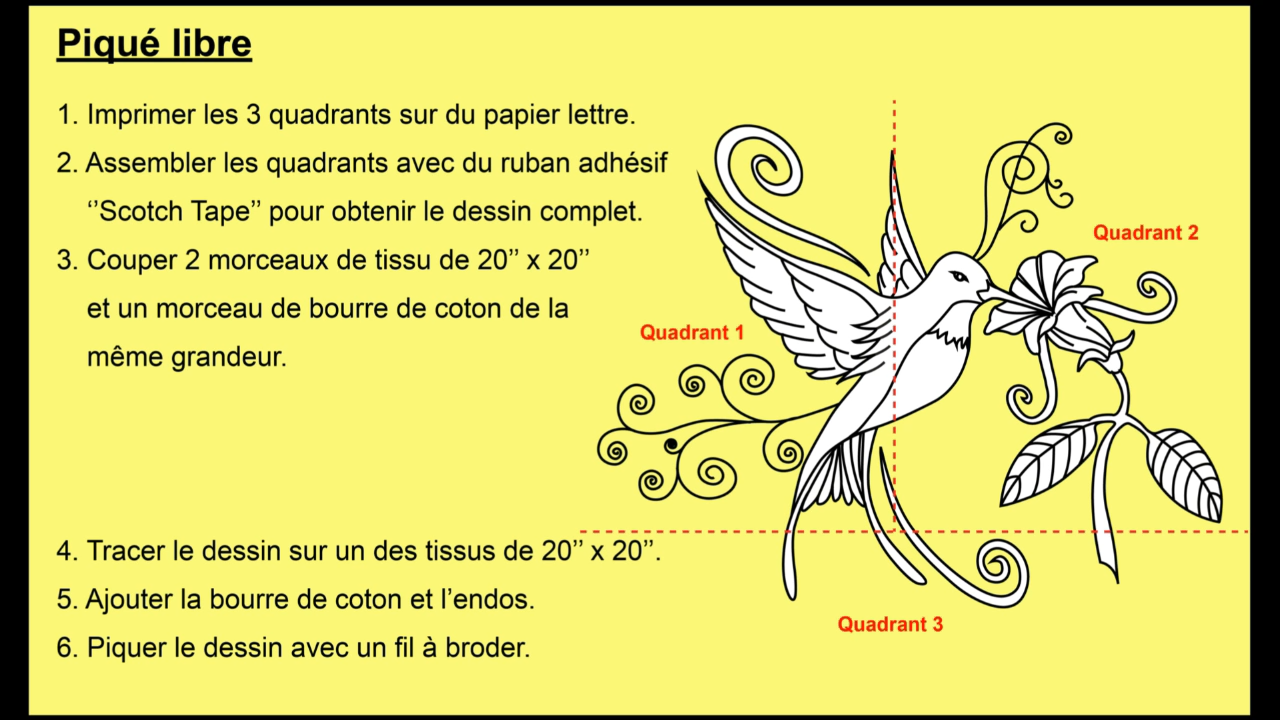 Piqué libre
1. Imprimer les 3 quadrants sur du papier lettre.
2. Assembler les quadrants avec du ruban adhésif
‘’Scotch Tape’’ pour obtenir le dessin complet.
3. Couper 2 morceaux de tissu de 20’’ x 20’’
et un morceau de bourre de coton de la
même grandeur.
Quadrant 2
Quadrant 1
4. Tracer le dessin sur un des tissus de 20’’ x 20’’.
5. Ajouter la bourre de coton et l’endos.
6. Piquer le dessin avec un fil à broder.
Quadrant 3